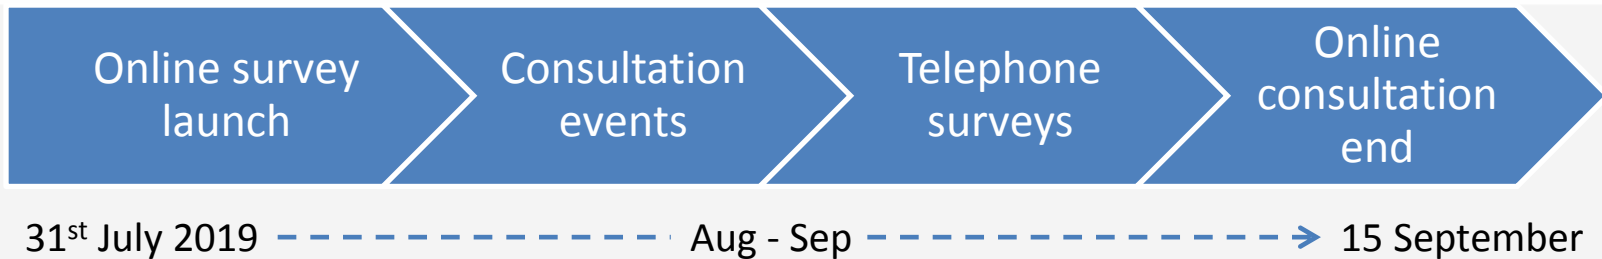 Online survey
launch
Consultation
events
Telephone
surveys
Online
consultation
end
31st July 2019
Aug - Sep
15 September